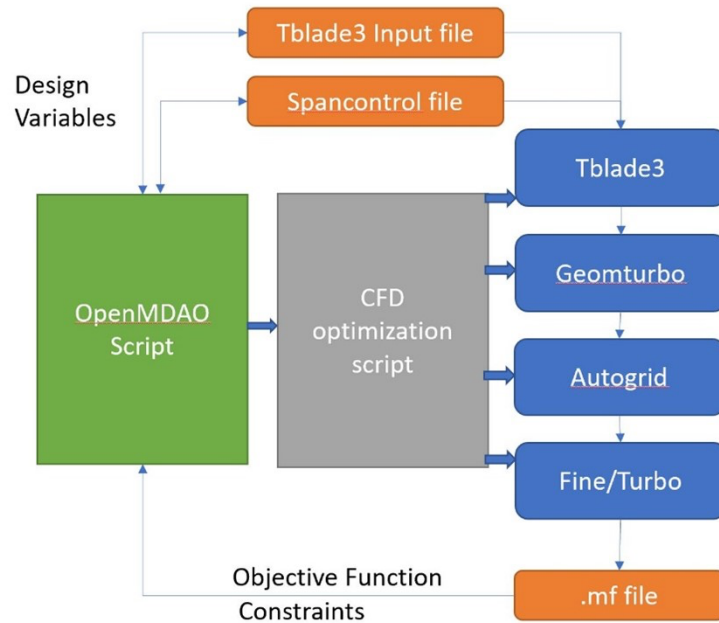 Tblade3 Input file
Design
Variables
Spancontrol file
Tblade3
OpenMDAO
Script
CFD
optimization
script
Geomturbo
Autogrid
Fine/Turbo
Objective Function
Constraints
.mf file